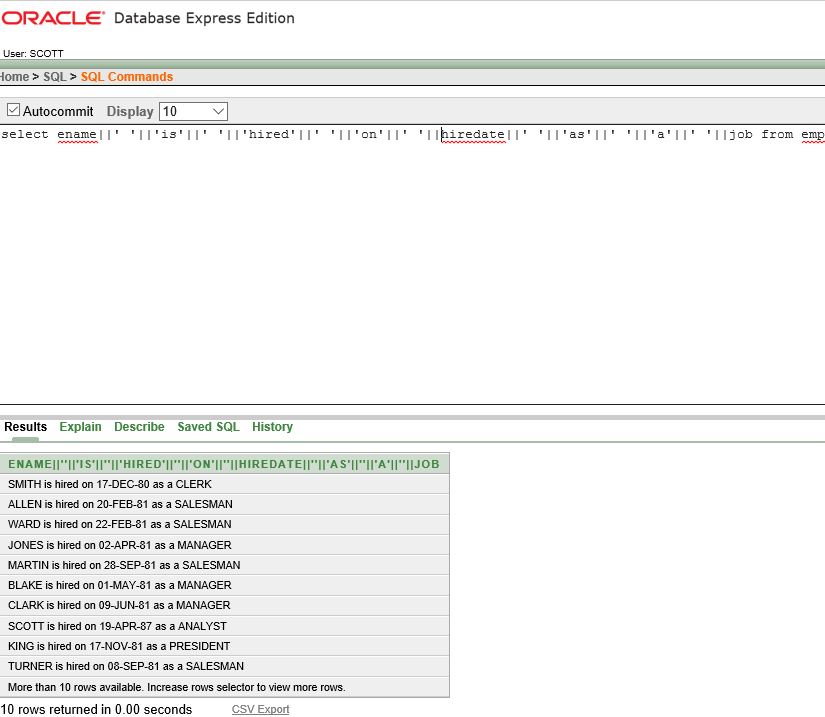 ORACLE® Database Express Edition
User: SCOTT
Home > SQL > SQL Commands
Autocommit Display 10
select ename||' '||'is'||' '||'hired'||' '||'on'||' '||hiredate||' '||'as'||' '||'a'||' '||job from emp
Results Explain Describe Saved SQL History
ENAME||''||'IS'||''||'HIRED'||''||'ON'||''||HIREDATE||''||'AS'||''||'A'||''||JOB
SMITH is hired on 17-DEC-80 as a CLERK
ALLEN is hired on 20-FEB-81 as a SALESMAN
WARD is hired on 22-FEB-81 as a SALESMAN
JONES is hired on 02-APR-81 as a MANAGER
MARTIN is hired on 28-SEP-81 as a SALESMAN
BLAKE is hired on 01-MAY-81 as a MANAGER
CLARK is hired on 09-JUN-81 as a MANAGER
SCOTT is hired on 19-APR-87 as a ANALYST
KING is hired on 17-NOV-81 as a PRESIDENT
TURNER is hired on 08-SEP-81 as a SALESMAN
More than 10 rows available. Increase rows selector to view more rows.
10 rows returned in 0.00 seconds CSV Export